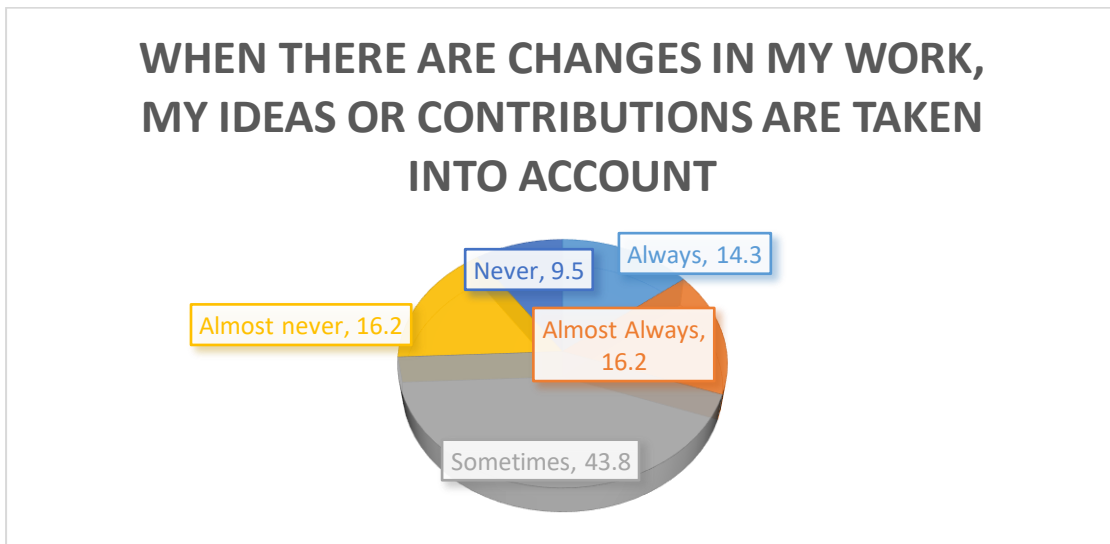 WHEN THERE ARE CHANGES IN MY WORK,
MY IDEAS OR CONTRIBUTIONS ARE TAKEN
INTO ACCOUNT
Never, 9.5
Always, 14.3
Almost never, 16.2
Almost Always,
16.2
Sometimes, 43.8